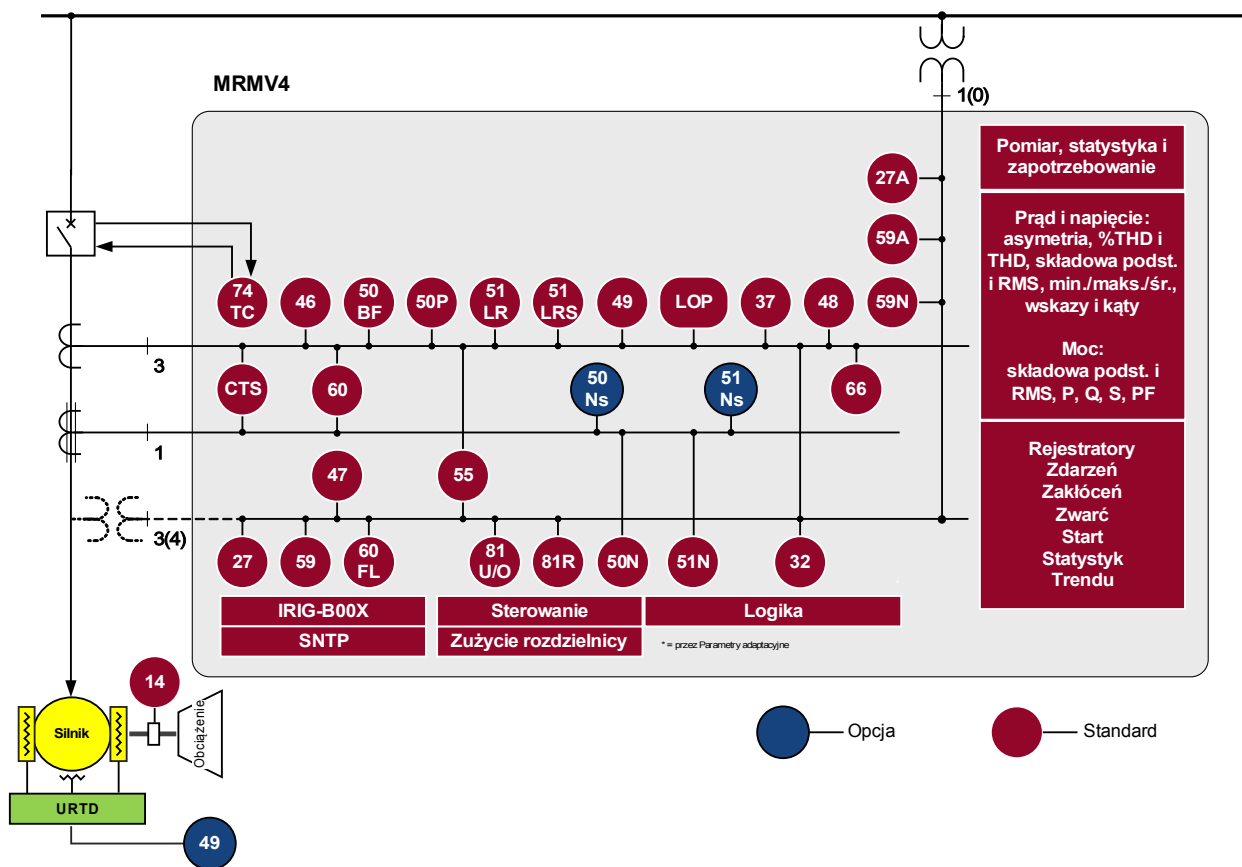 MRMV4
1(0)
27A
59A
59N
74
TC
46
50
BF
50P
51
LR
51
LRS
49
LOP
37
48
3
CTS
60
50
Ns
51
Ns
66
1
47
55
3(4)
27
59
60
FL
81
U/O
81R
50N
51N
32
IRIG-B00X
SNTP
Sterowanie
Zużycie rozdzielnicy
Logika
* = przez Parametry adaptacyjne
Pomiar, statystyka i
zapotrzebowanie
Prąd i napięcie:
asymetria, %THD i
THD, składowa podst.
i RMS, min./maks./śr.,
wskazy i kąty
Moc:
składowa podst. i
RMS, P, Q, S, PF
Rejestratory
Zdarzeń
Zakłóceń
Zwarć
Start
Statystyk
Trendu
14
Silnik
Obciążenie
URTD
49
Opcja
Standard